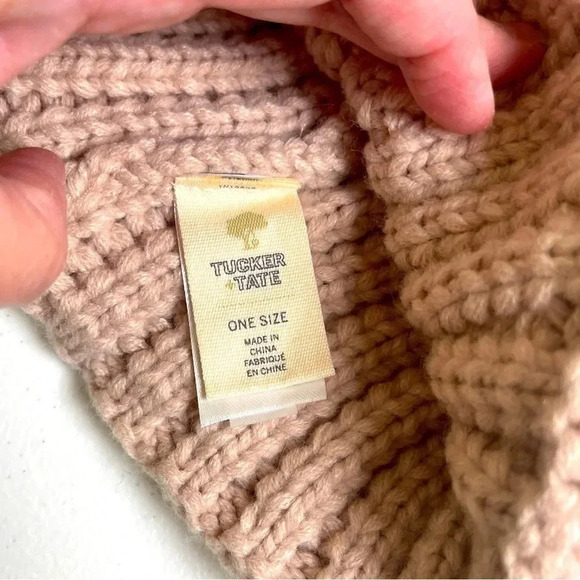 TUCKER
+TATE
ONE SIZE
MADE IN
CHINA
FABRIQUÉ
EN CHINE